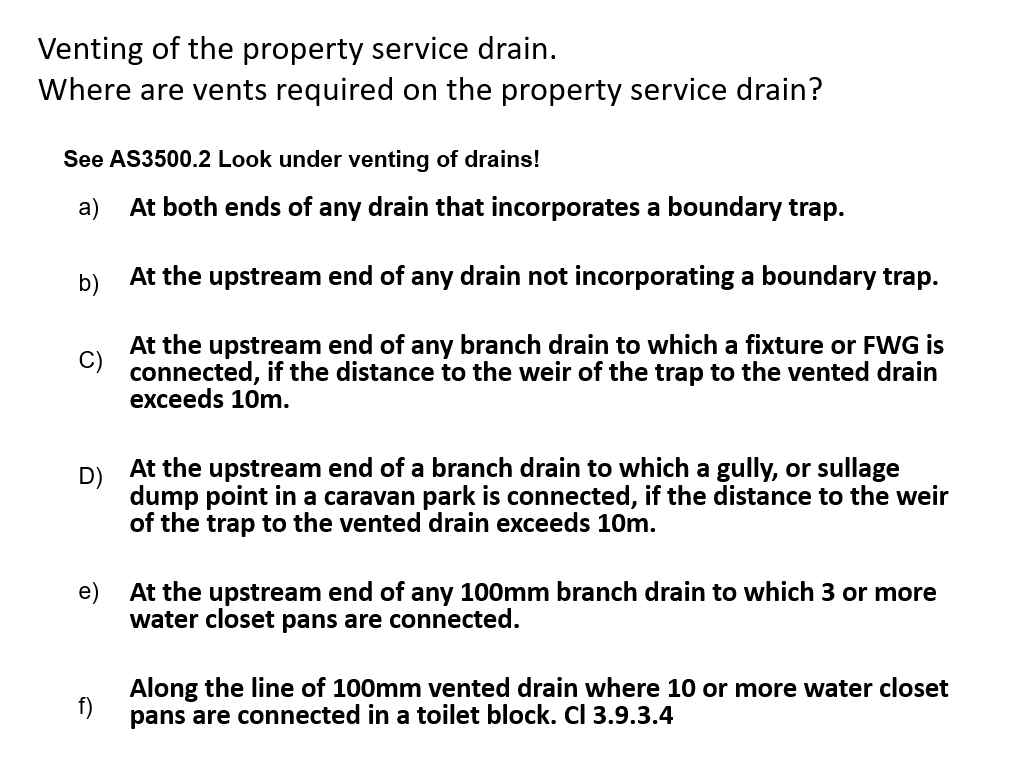 Venting of the property service drain.
Where are vents required on the property service drain?
See AS3500.2 Look under venting of drains!
a) At both ends of any drain that incorporates a boundary trap.
b) At the upstream end of any drain not incorporating a boundary trap.
C) At the upstream end of any branch drain to which a fixture or FWG is
connected, if the distance to the weir of the trap to the vented drain
exceeds 10m.
D) At the upstream end of a branch drain to which a gully, or sullage
dump point in a caravan park is connected, if the distance to the weir
of the trap to the vented drain exceeds 10m.
e) At the upstream end of any 100mm branch drain to which 3 or more
water closet pans are connected.
f) Along the line of 100mm vented drain where 10 or more water closet
pans are connected in a toilet block. Cl 3.9.3.4